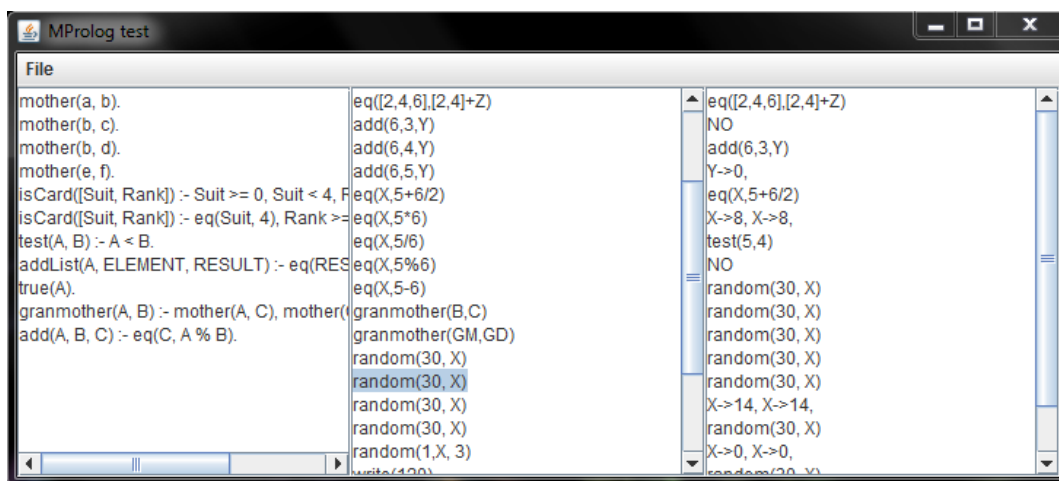 MProlog test
File
mother(a, b).
mother(b, c).
mother(b, d).
mother(e, f).
isCard([Suit, Rank]) :- Suit >= 0, Suit < 4,
isCard([Suit, Rank]) :- eq(Suit, 4), Rank >=
test(A, B) :- A < B.
addList(A, ELEMENT, RESULT) :- eq(RES
true(A).
granmother(A, B) :- mother(A, C), mother(
add(A, B, C) :- eq(C, A % B).
eq([2,4,6],[2,4]+Z)
add(6,3,Y)
add(6,4,Y)
add(6,5,Y)
eq(X,5+6/2)
eq(X,5*6)
eq(X,5/6)
eq(X,5%6)
eq(X,5-6)
granmother(B,C)
granmother(GM,GD)
random(30, X)
random(30, X)
random(30, X)
random(30, X)
random(1,X, 3)
eq([2,4,6],[2,4]+Z)
NO
add(6,3,Y)
Y->0,
eq(X,5+6/2)
X->8, X->8,
test(5,4)
NO
random(30, X)
random(30, X)
random(30, X)
random(30, X)
random(30, X)
X->14, X->14,
random(30, X)
X->0, X->0,
random(30, X)